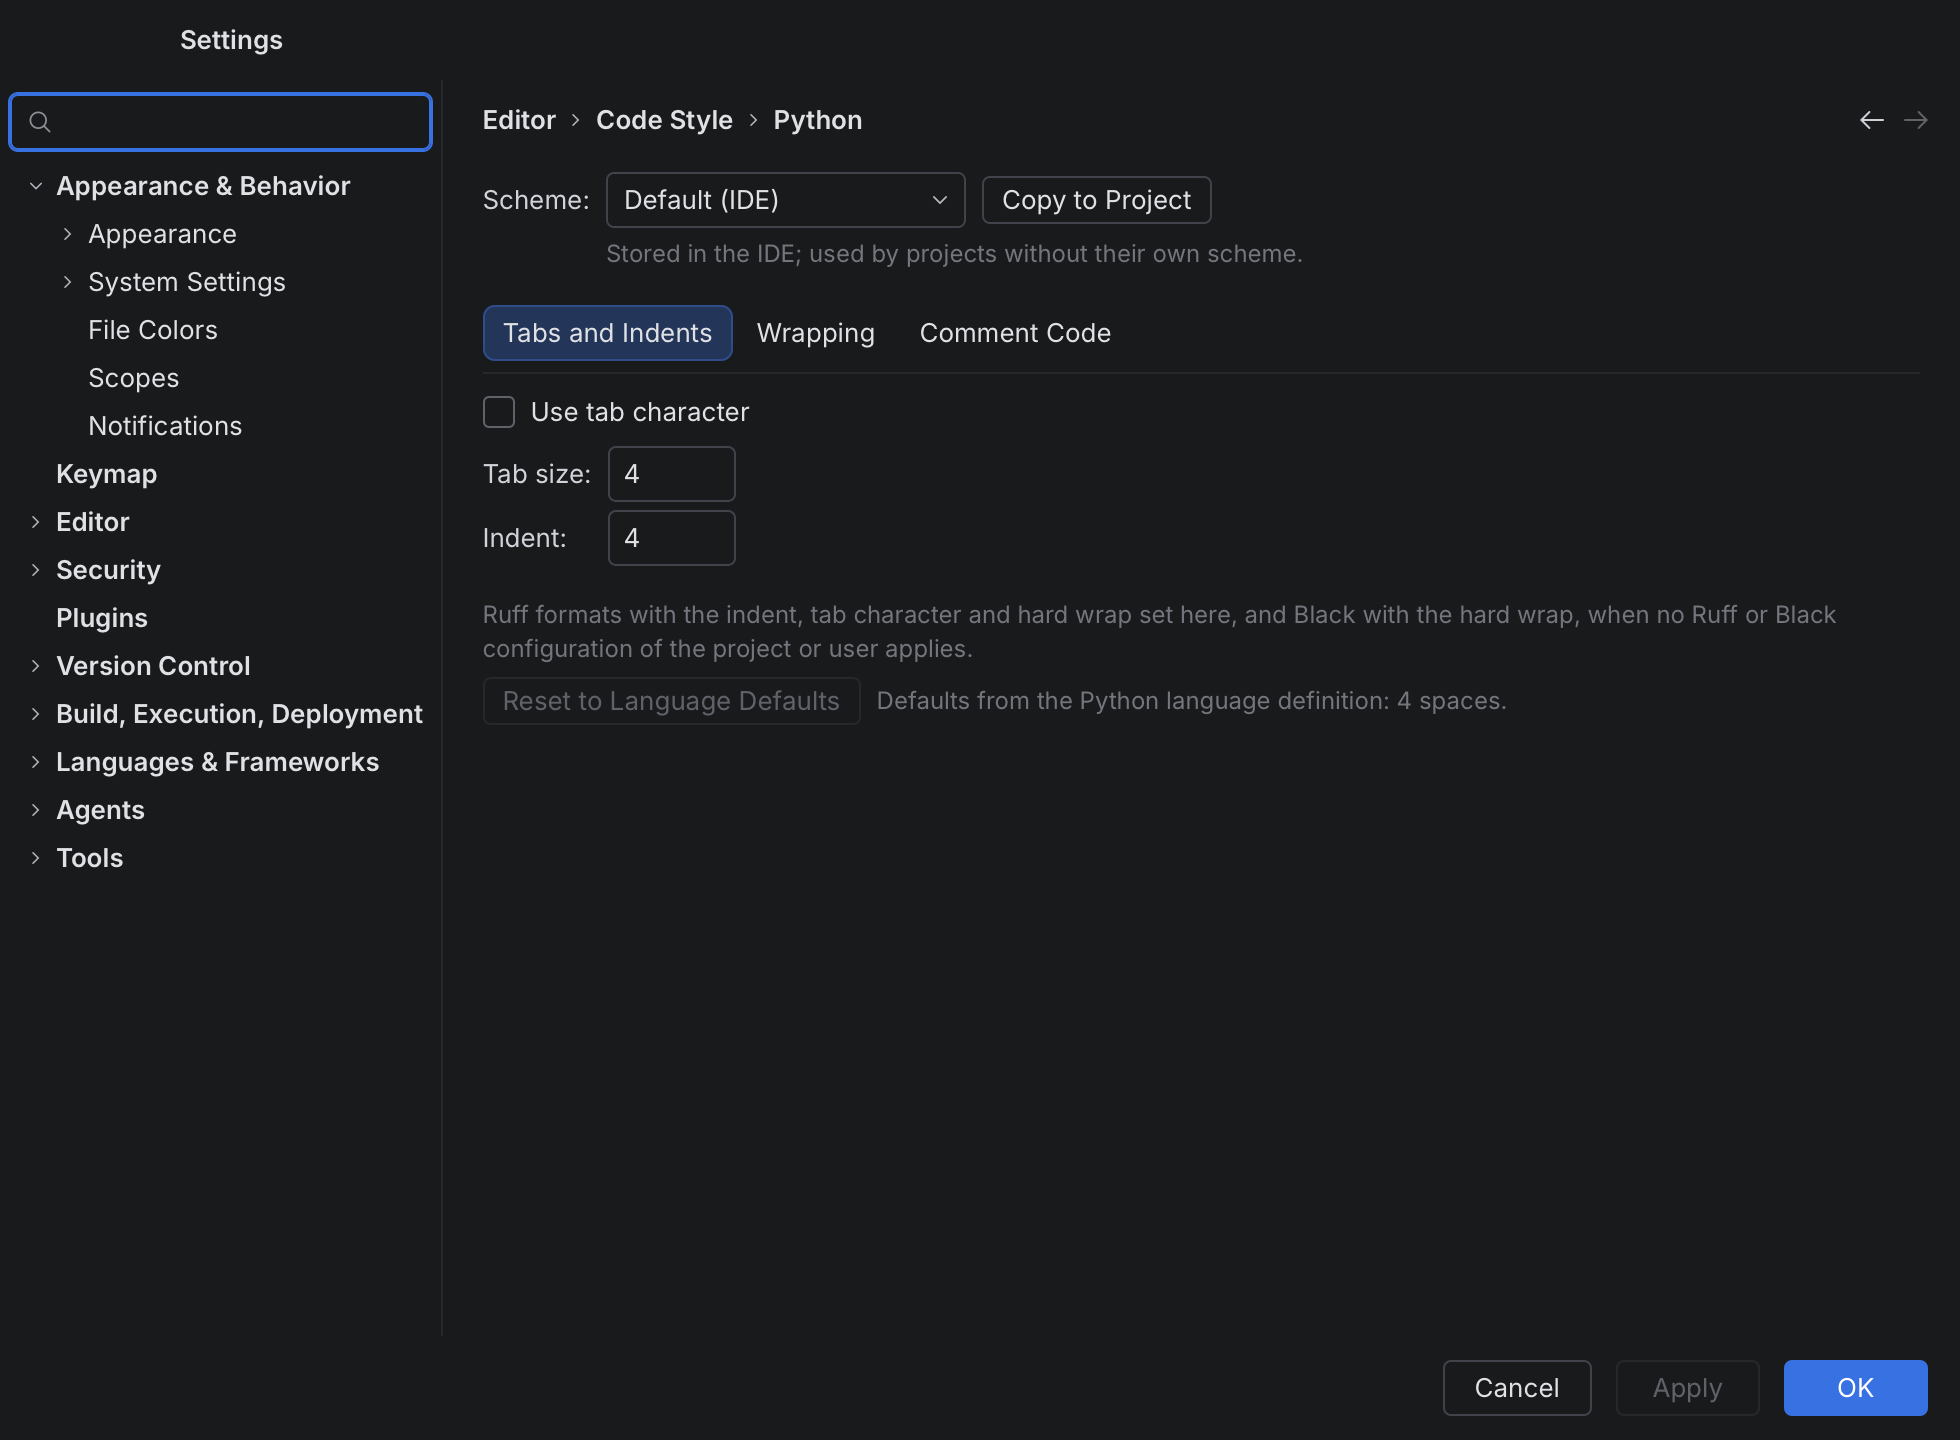 Settings
Appearance & Behavior
Appearance
System Settings
File Colors
Scopes
Notifications
Keymap
Editor
Security
Plugins
Version Control
Build, Execution, Deployment
Languages & Frameworks
Agents
Tools
Editor > Code Style > Python
Scheme: Default (IDE) Copy to Project
Stored in the IDE; used by projects without their own scheme.
Tabs and Indents Wrapping Comment Code
Use tab character
Tab size: 4
Indent: 4
Ruff formats with the indent, tab character and hard wrap set here, and Black with the hard wrap, when no Ruff or Black
configuration of the project or user applies.
Reset to Language Defaults Defaults from the Python language definition: 4 spaces.
Cancel Apply OK